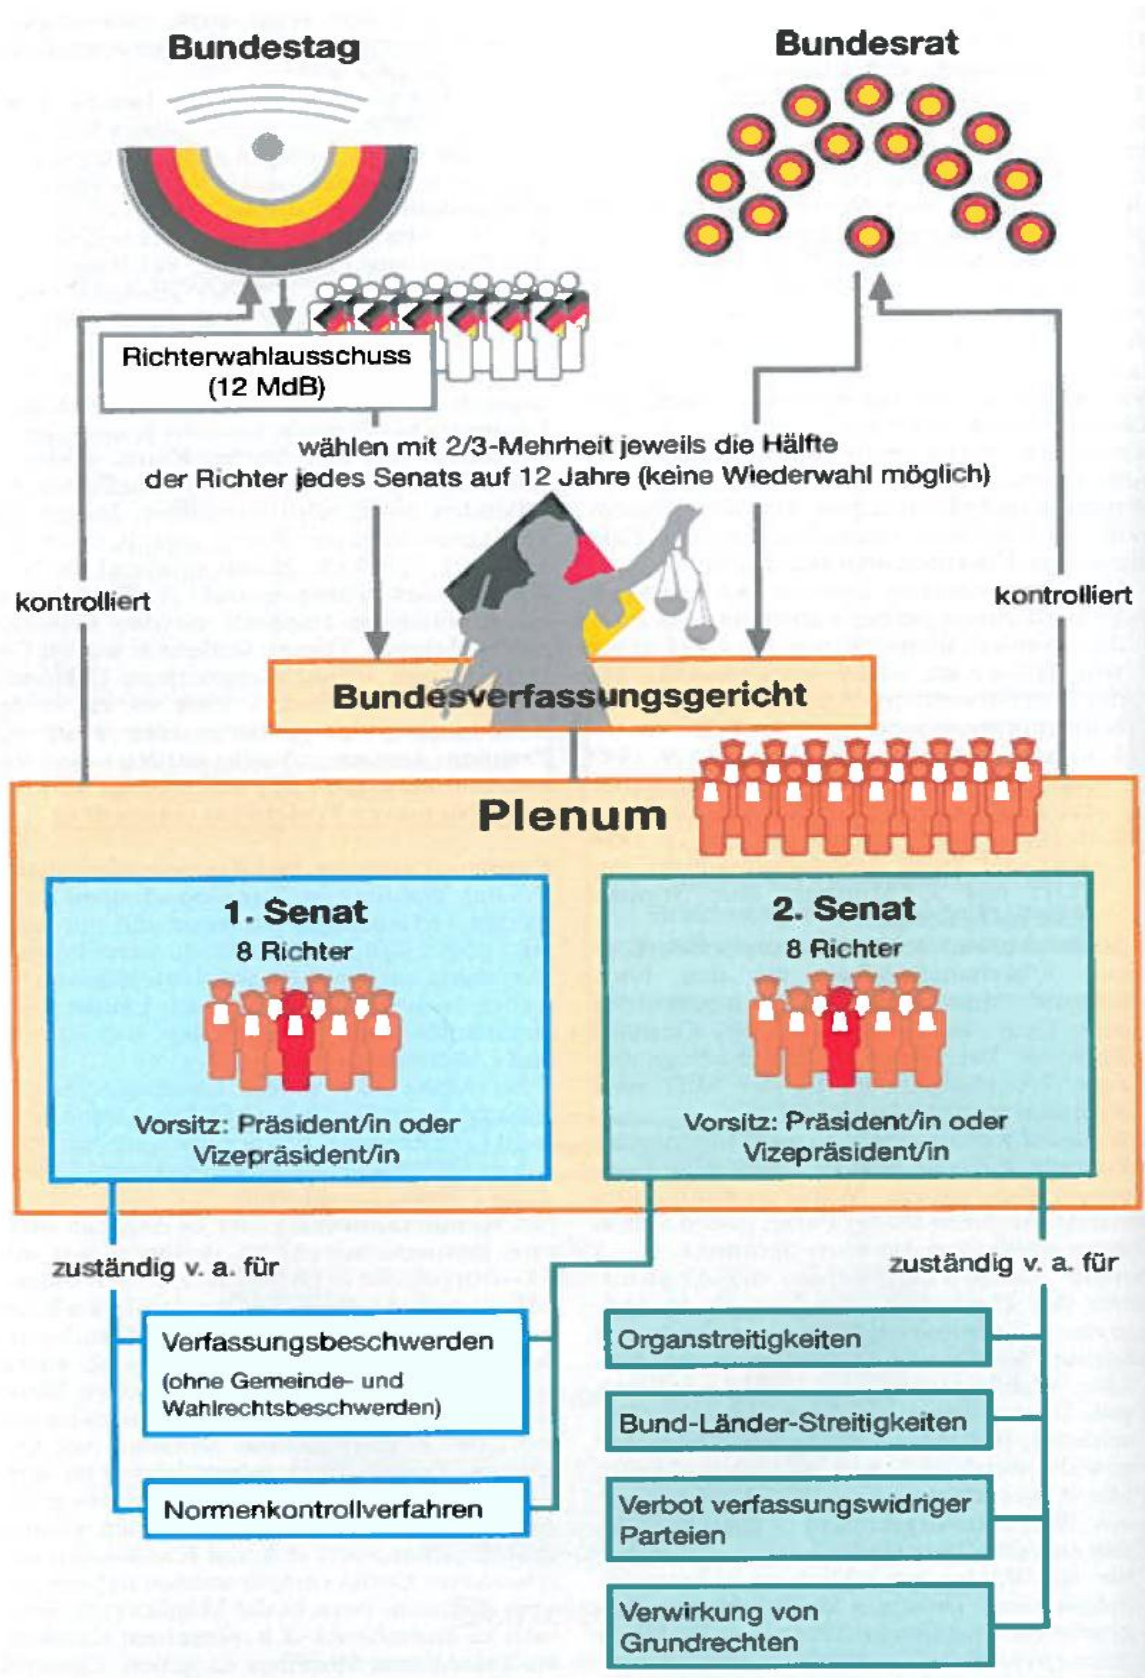 Bundestag
Bundesrat
Richterwahlausschuss
(12 MdB)
wählen mit 2/3-Mehrheit jeweils die Hälfte
der Richter jedes Senats auf 12 Jahre (keine Wiederwahl möglich)
kontrolliert
kontrolliert
Bundesverfassungsgericht
Plenum
1. Senat
8 Richter
Vorsitz: Präsident/in oder
Vizepräsident/in
2. Senat
8 Richter
Vorsitz: Präsident/in oder
Vizepräsident/in
zuständig v. a. für
Verfassungsbeschwerden
(ohne Gemeinde- und
Wahlrechtsbeschwerden)
Normenkontrollverfahren
zuständig v. a. für
Organstreitigkeiten
Bund-Länder-Streitigkeiten
Verbot verfassungswidriger
Parteien
Verwirkung von
Grundrechten